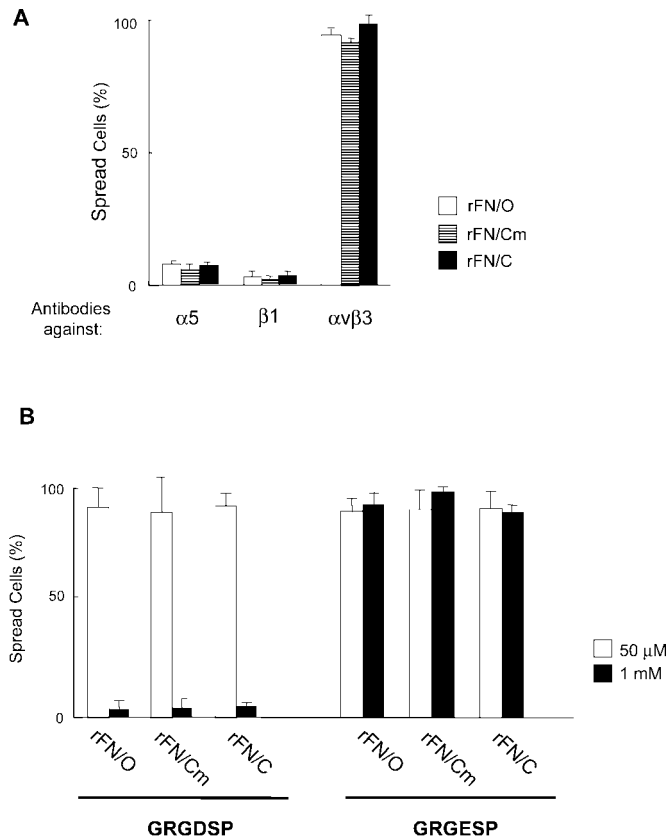 A
100
50
0
Spread Cells (%)
rFN/O
rFN/Cm
rFN/C
Antibodies against:
α5
β1
αvβ3
B
100
50
0
Spread Cells (%)
50 μM
1 mM
rFN/O
rFN/Cm
rFN/C
rFN/O
rFN/Cm
rFN/C
GRGDSP
GRGESP